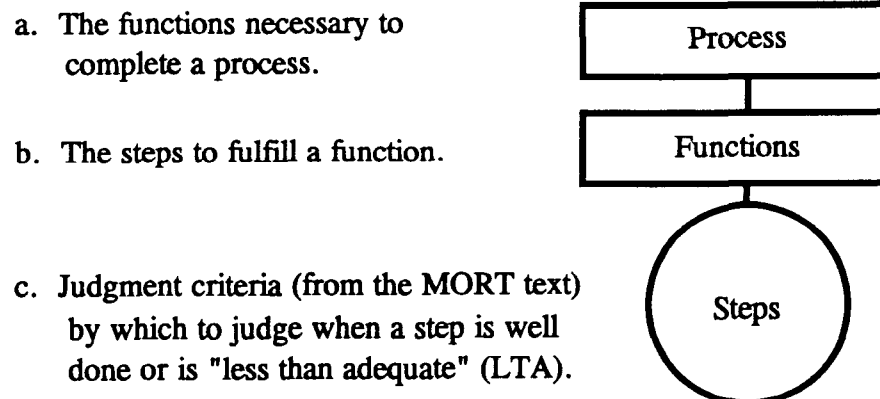 a. The functions necessary to
complete a process.
Process
b. The steps to fulfill a function.
Functions
c. Judgment criteria (from the MORT text)
by which to judge when a step is well
done or is "less than adequate" (LTA).
Steps